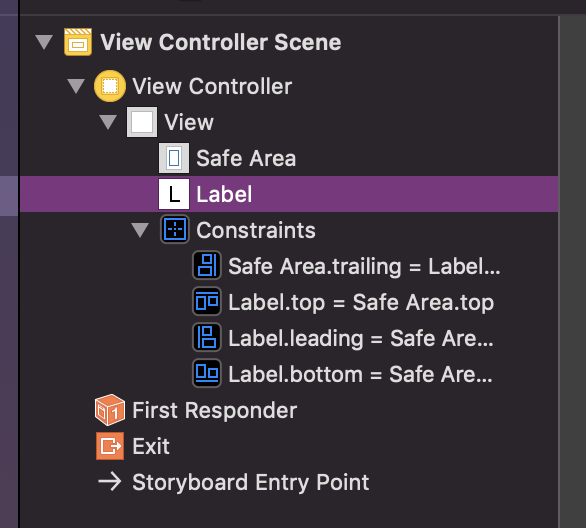 View Controller Scene
View Controller
View
Safe Area
L Label
Constraints
Safe Area.trailing = Label...
Label.top = Safe Area.top
Label.leading = Safe Are...
Label.bottom = Safe Are...
1 First Responder
Exit
Storyboard Entry Point